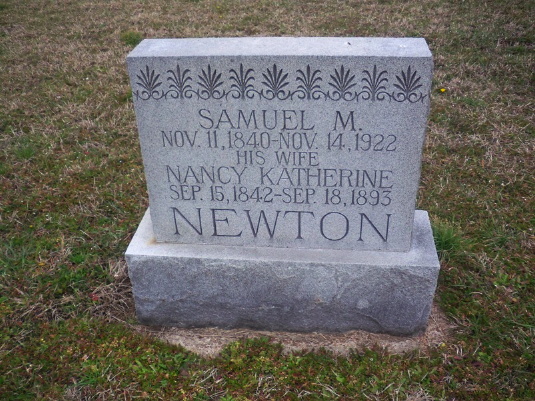 SAMUEL M.
NOV. 11, 1840-NOV. 14, 1922
HIS WIFE
NANCY KATHERINE
SEP. 15, 1842-SEP. 18, 1893
NEWTON